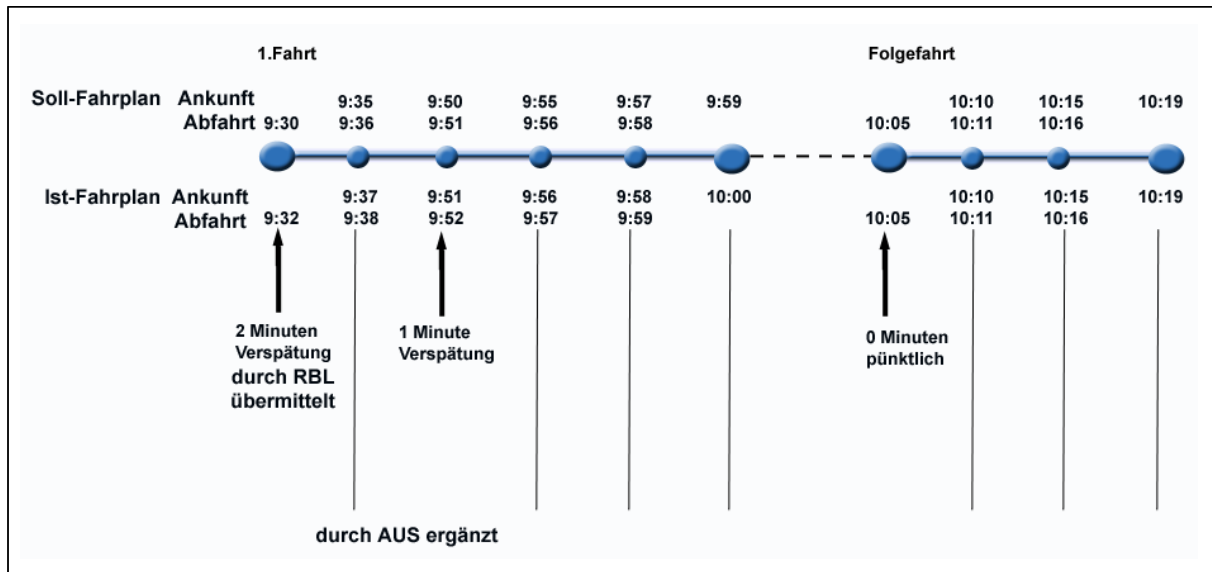 1.Fahrt Folgefahrt
Soll-Fahrplan Ankunft 9:35 9:50 9:55 9:57 9:59 10:10 10:15 10:19
Abfahrt 9:30 9:36 9:51 9:56 9:58 10:05 10:11 10:16
Ist-Fahrplan Ankunft 9:37 9:51 9:56 9:58 10:00 10:10 10:15 10:19
Abfahrt 9:32 9:38 9:52 9:57 9:59 10:05 10:11 10:16
2 Minuten
Verspätung
durch RBL
übermittelt
1 Minute
Verspätung
0 Minuten
pünktlich
durch AUS ergänzt